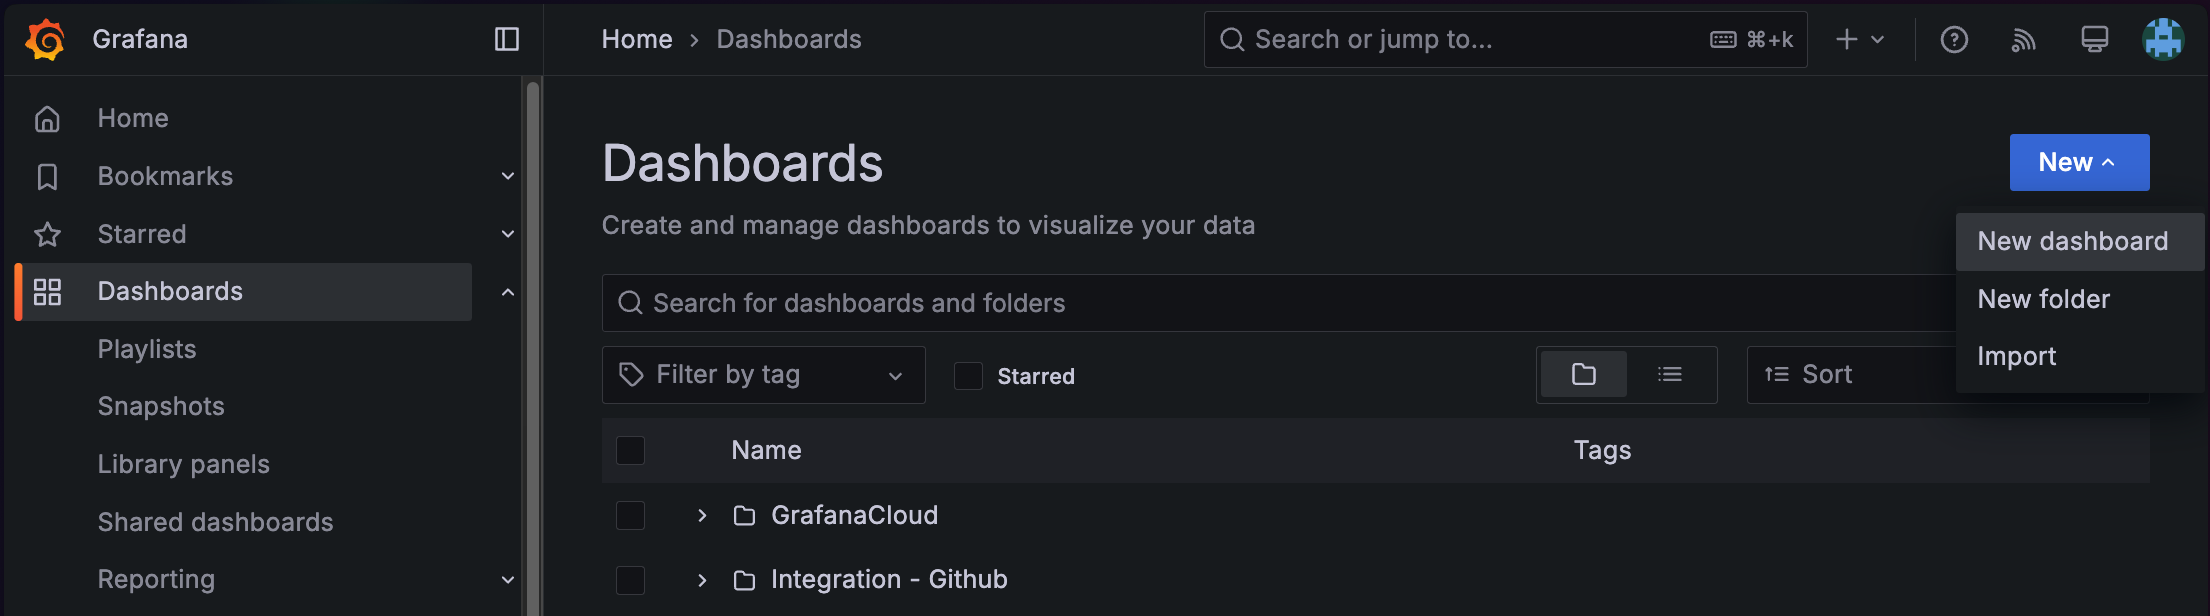 Grafana
Home
Bookmarks
Starred
Dashboards
Playlists
Snapshots
Library panels
Shared dashboards
Reporting
Home › Dashboards
Search or jump to...
⌘+k
Dashboards
Create and manage dashboards to visualize your data
New
New dashboard
New folder
Import
Search for dashboards and folders
Filter by tag
Starred
Sort
Name Tags
GrafanaCloud
Integration - Github